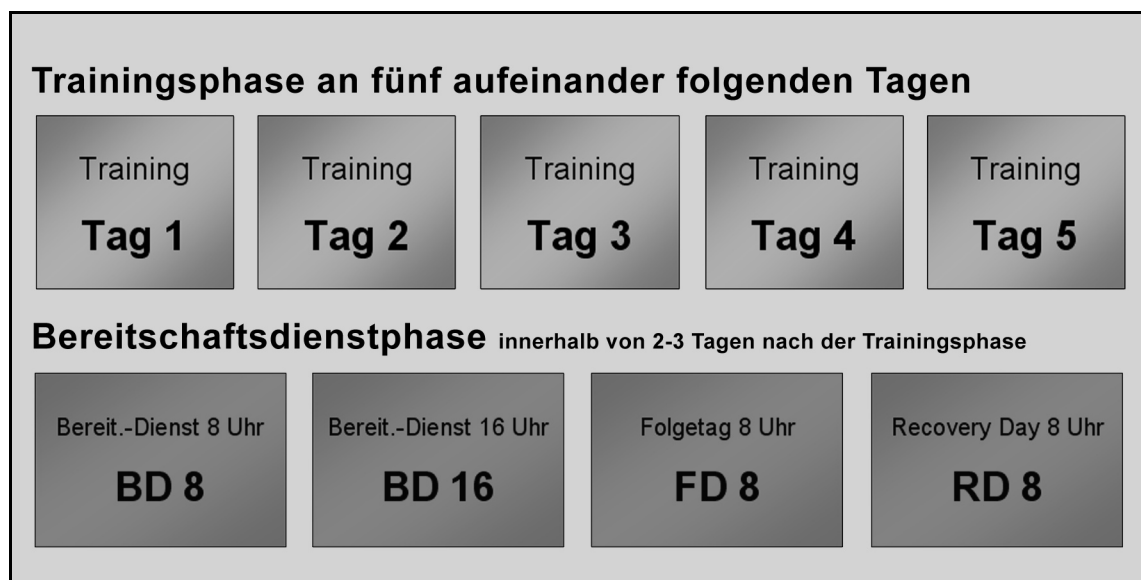 Trainingsphase an fünf aufeinander folgenden Tagen
Training
Tag 1
Training
Tag 2
Training
Tag 3
Training
Tag 4
Training
Tag 5
Bereitschaftsdienstphase innerhalb von 2-3 Tagen nach der Trainingsphase
Bereit.-Dienst 8 Uhr
BD 8
Bereit.-Dienst 16 Uhr
BD 16
Folgetag 8 Uhr
FD 8
Recovery Day 8 Uhr
RD 8